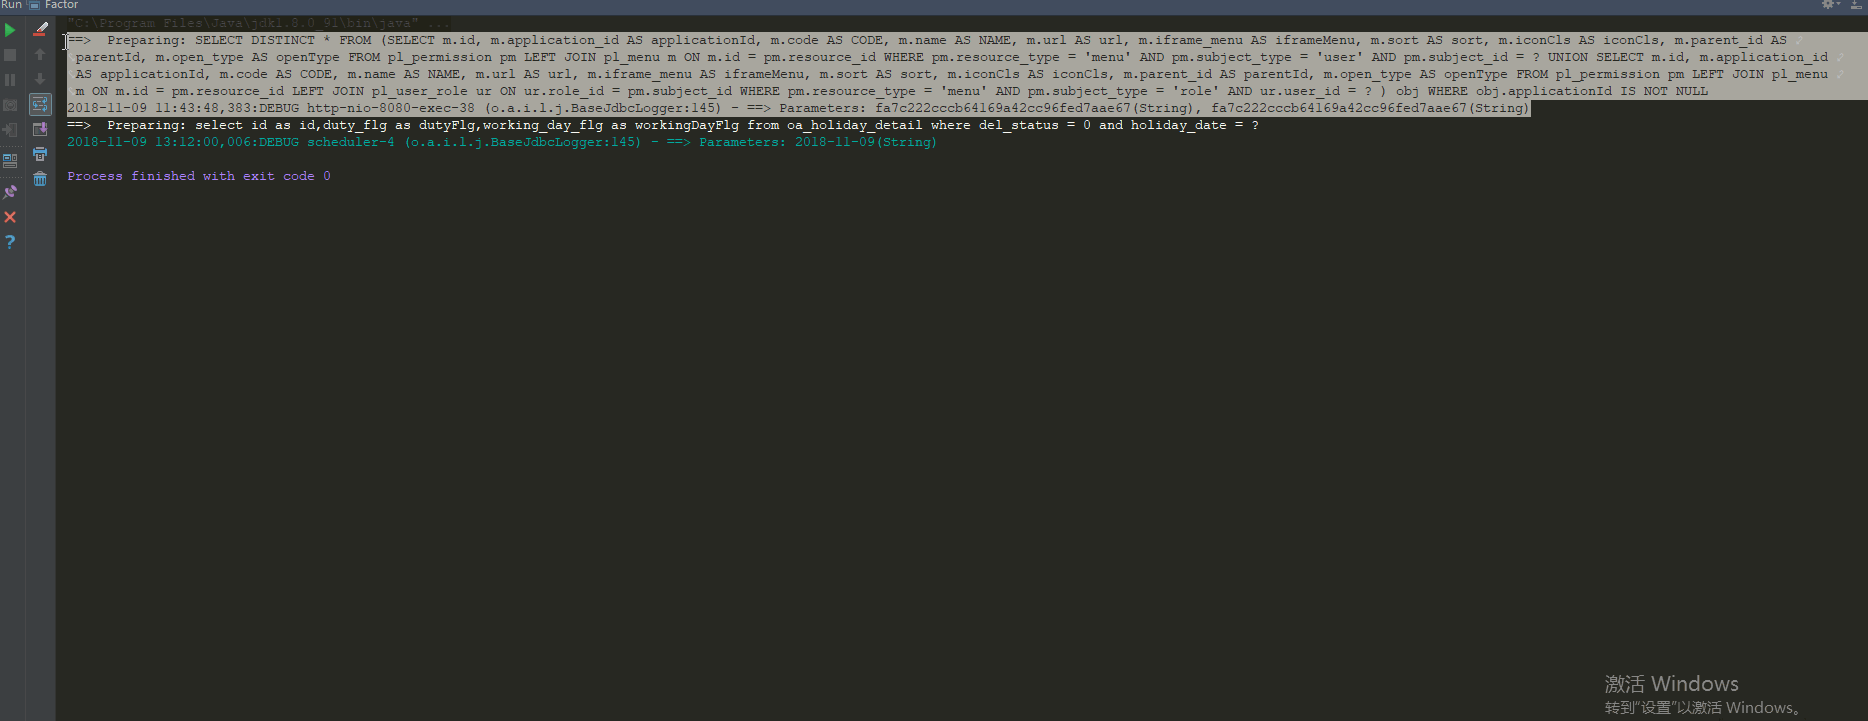 Run Factor
"C:\Program Files\Java\jdk1.8.0_91\bin\java" ...
==>  Preparing: SELECT DISTINCT * FROM (SELECT m.id, m.application_id AS applicationId, m.code AS CODE, m.name AS NAME, m.url AS url, m.iframe_menu AS iframeMenu, m.sort AS sort, m.iconCls AS iconCls, m.parent_id AS
parentId, m.open_type AS openType FROM pl_permission pm LEFT JOIN pl_menu m ON m.id = pm.resource_id WHERE pm.resource_type = 'menu' AND pm.subject_type = 'user' AND pm.subject_id = ? UNION SELECT m.id, m.application_id
AS applicationId, m.code AS CODE, m.name AS NAME, m.url AS url, m.iframe_menu AS iframeMenu, m.sort AS sort, m.iconCls AS iconCls, m.parent_id AS parentId, m.open_type AS openType FROM pl_permission pm LEFT JOIN pl_menu
m ON m.id = pm.resource_id LEFT JOIN pl_user_role ur ON ur.role_id = pm.subject_id WHERE pm.resource_type = 'menu' AND pm.subject_type = 'role' AND ur.user_id = ? ) obj WHERE obj.applicationId IS NOT NULL
2018-11-09 11:43:48,383:DEBUG http-nio-8080-exec-38 (o.a.i.l.j.BaseJdbcLogger:145) - ==> Parameters: fa7c222cccb64169a42cc96fed7aae67(String), fa7c222cccb64169a42cc96fed7aae67(String)
==>  Preparing: select id as id,duty_flg as dutyFlg,working_day_flg as workingDayFlg from oa_holiday_detail where del_status = 0 and holiday_date = ?
2018-11-09 13:12:00,006:DEBUG scheduler-4 (o.a.i.l.j.BaseJdbcLogger:145) - ==> Parameters: 2018-11-09(String)
Process finished with exit code 0
激活 Windows
转到"设置"以激活 Windows。